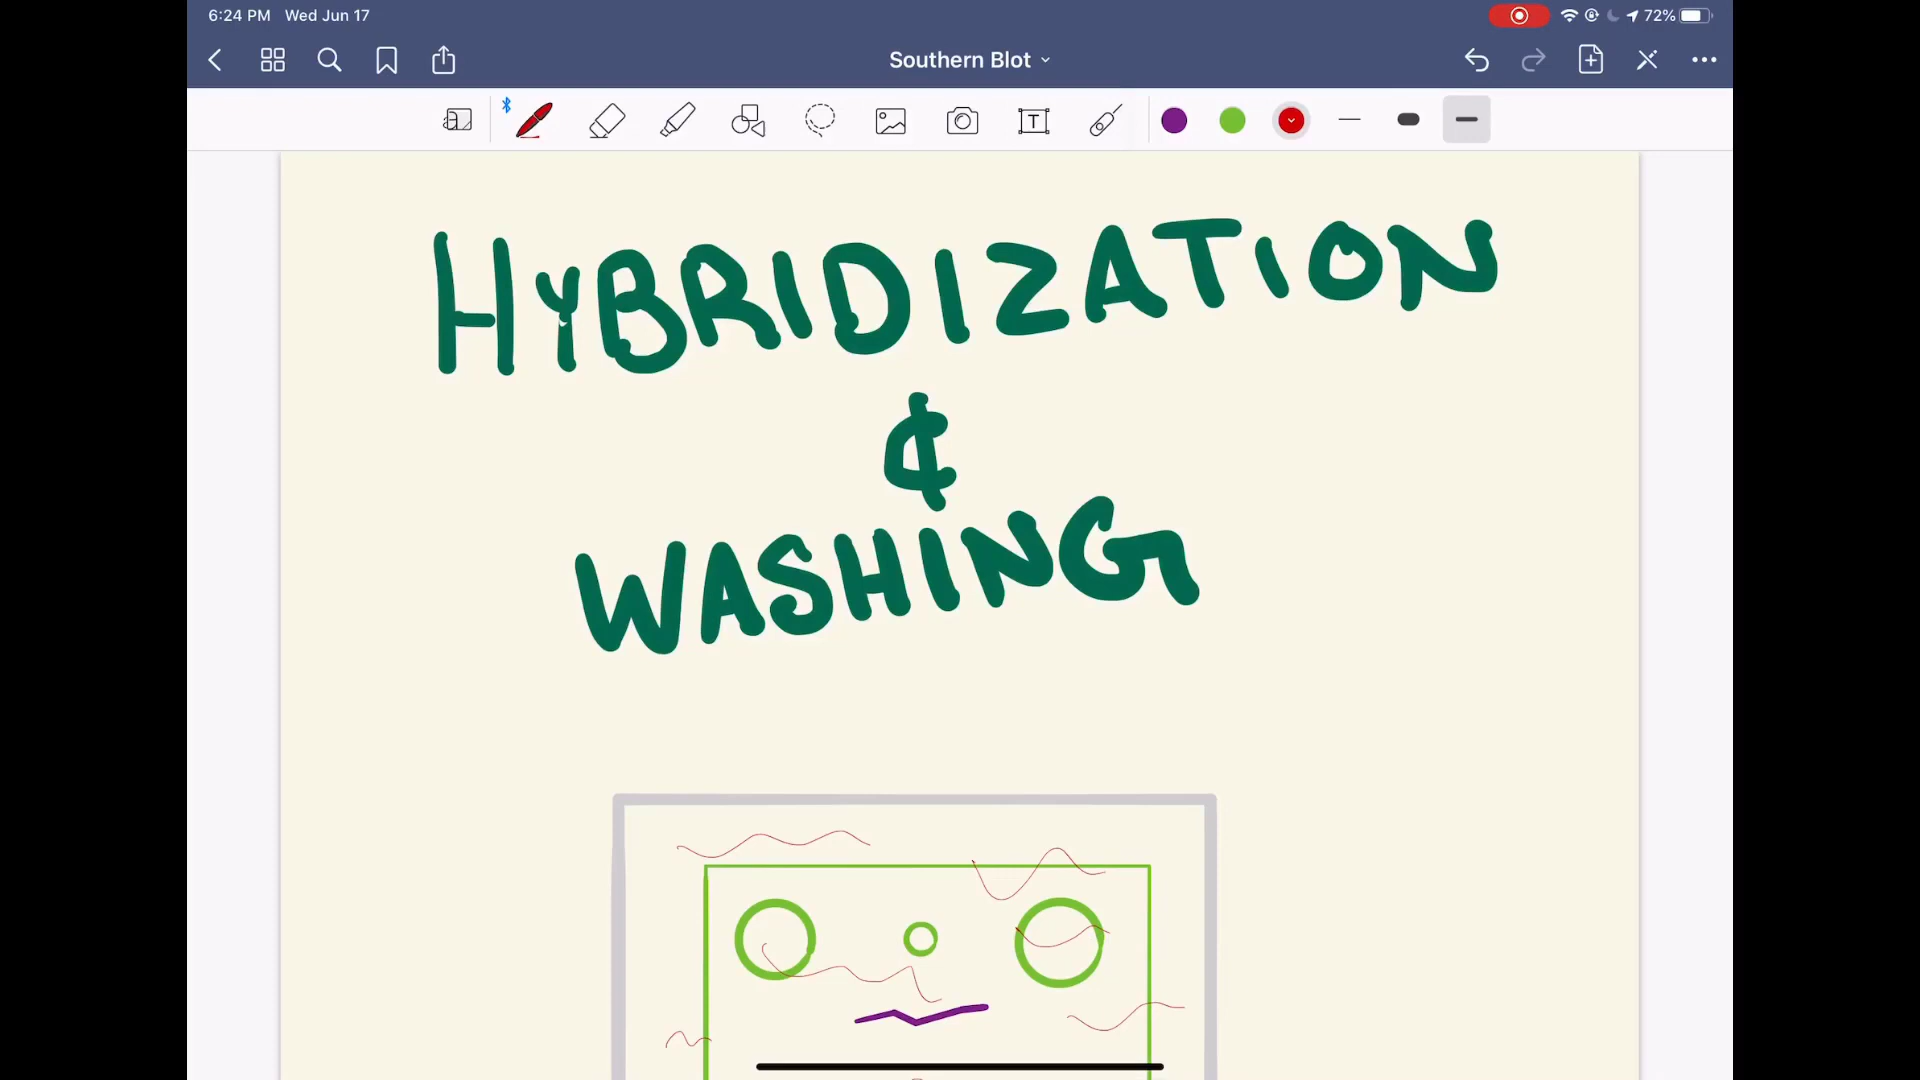 6:24 PM Wed Jun 17
72%
Southern Blot
a
T
HYBRIDIZATION
&
WASHING